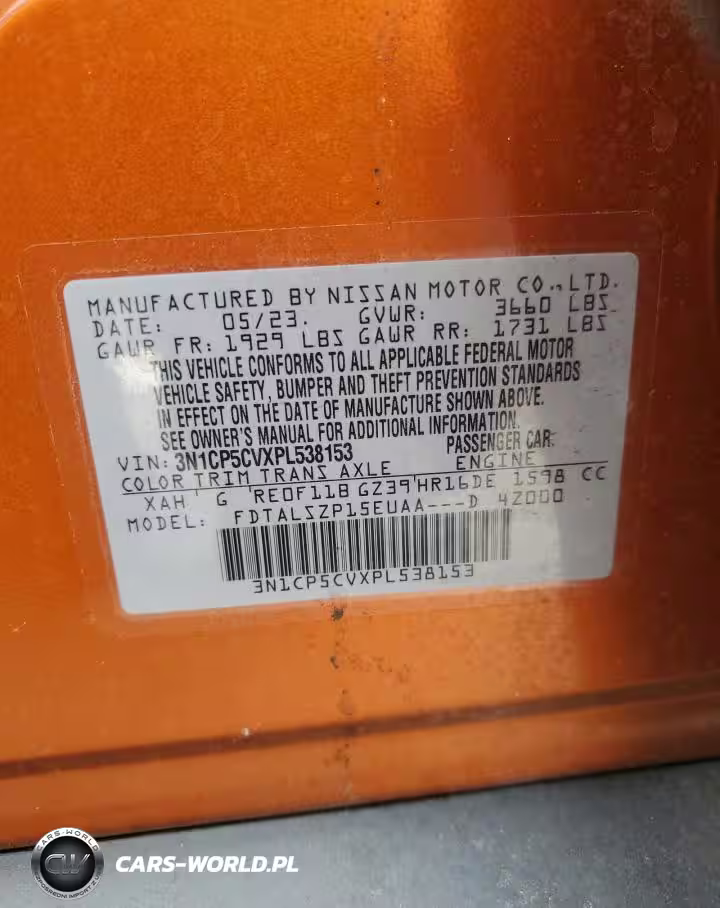 MANUFACTURED BY NISSAN MOTOR CO., LTD.
DATE: 05/23. GVWR: 3660 LBS
GAWR FR: 1929 LBS GAWR RR: 1731 LBS
THIS VEHICLE CONFORMS TO ALL APPLICABLE FEDERAL MOTOR
VEHICLE SAFETY, BUMPER AND THEFT PREVENTION STANDARDS
IN EFFECT ON THE DATE OF MANUFACTURE SHOWN ABOVE.
SEE OWNER'S MANUAL FOR ADDITIONAL INFORMATION.
VIN: 3N1CP5CVXPL538153 PASSENGER CAR
COLOR TRIM TRANS AXLE ENGINE
XAH G RE0F11B GZ39 HR16DE 1598 CC
MODEL: FDTALSZP15EUAA---D 4Z000
3N1CP5CVXPL538153
CARS-WORLD
CW
CARS-WORLD.PL